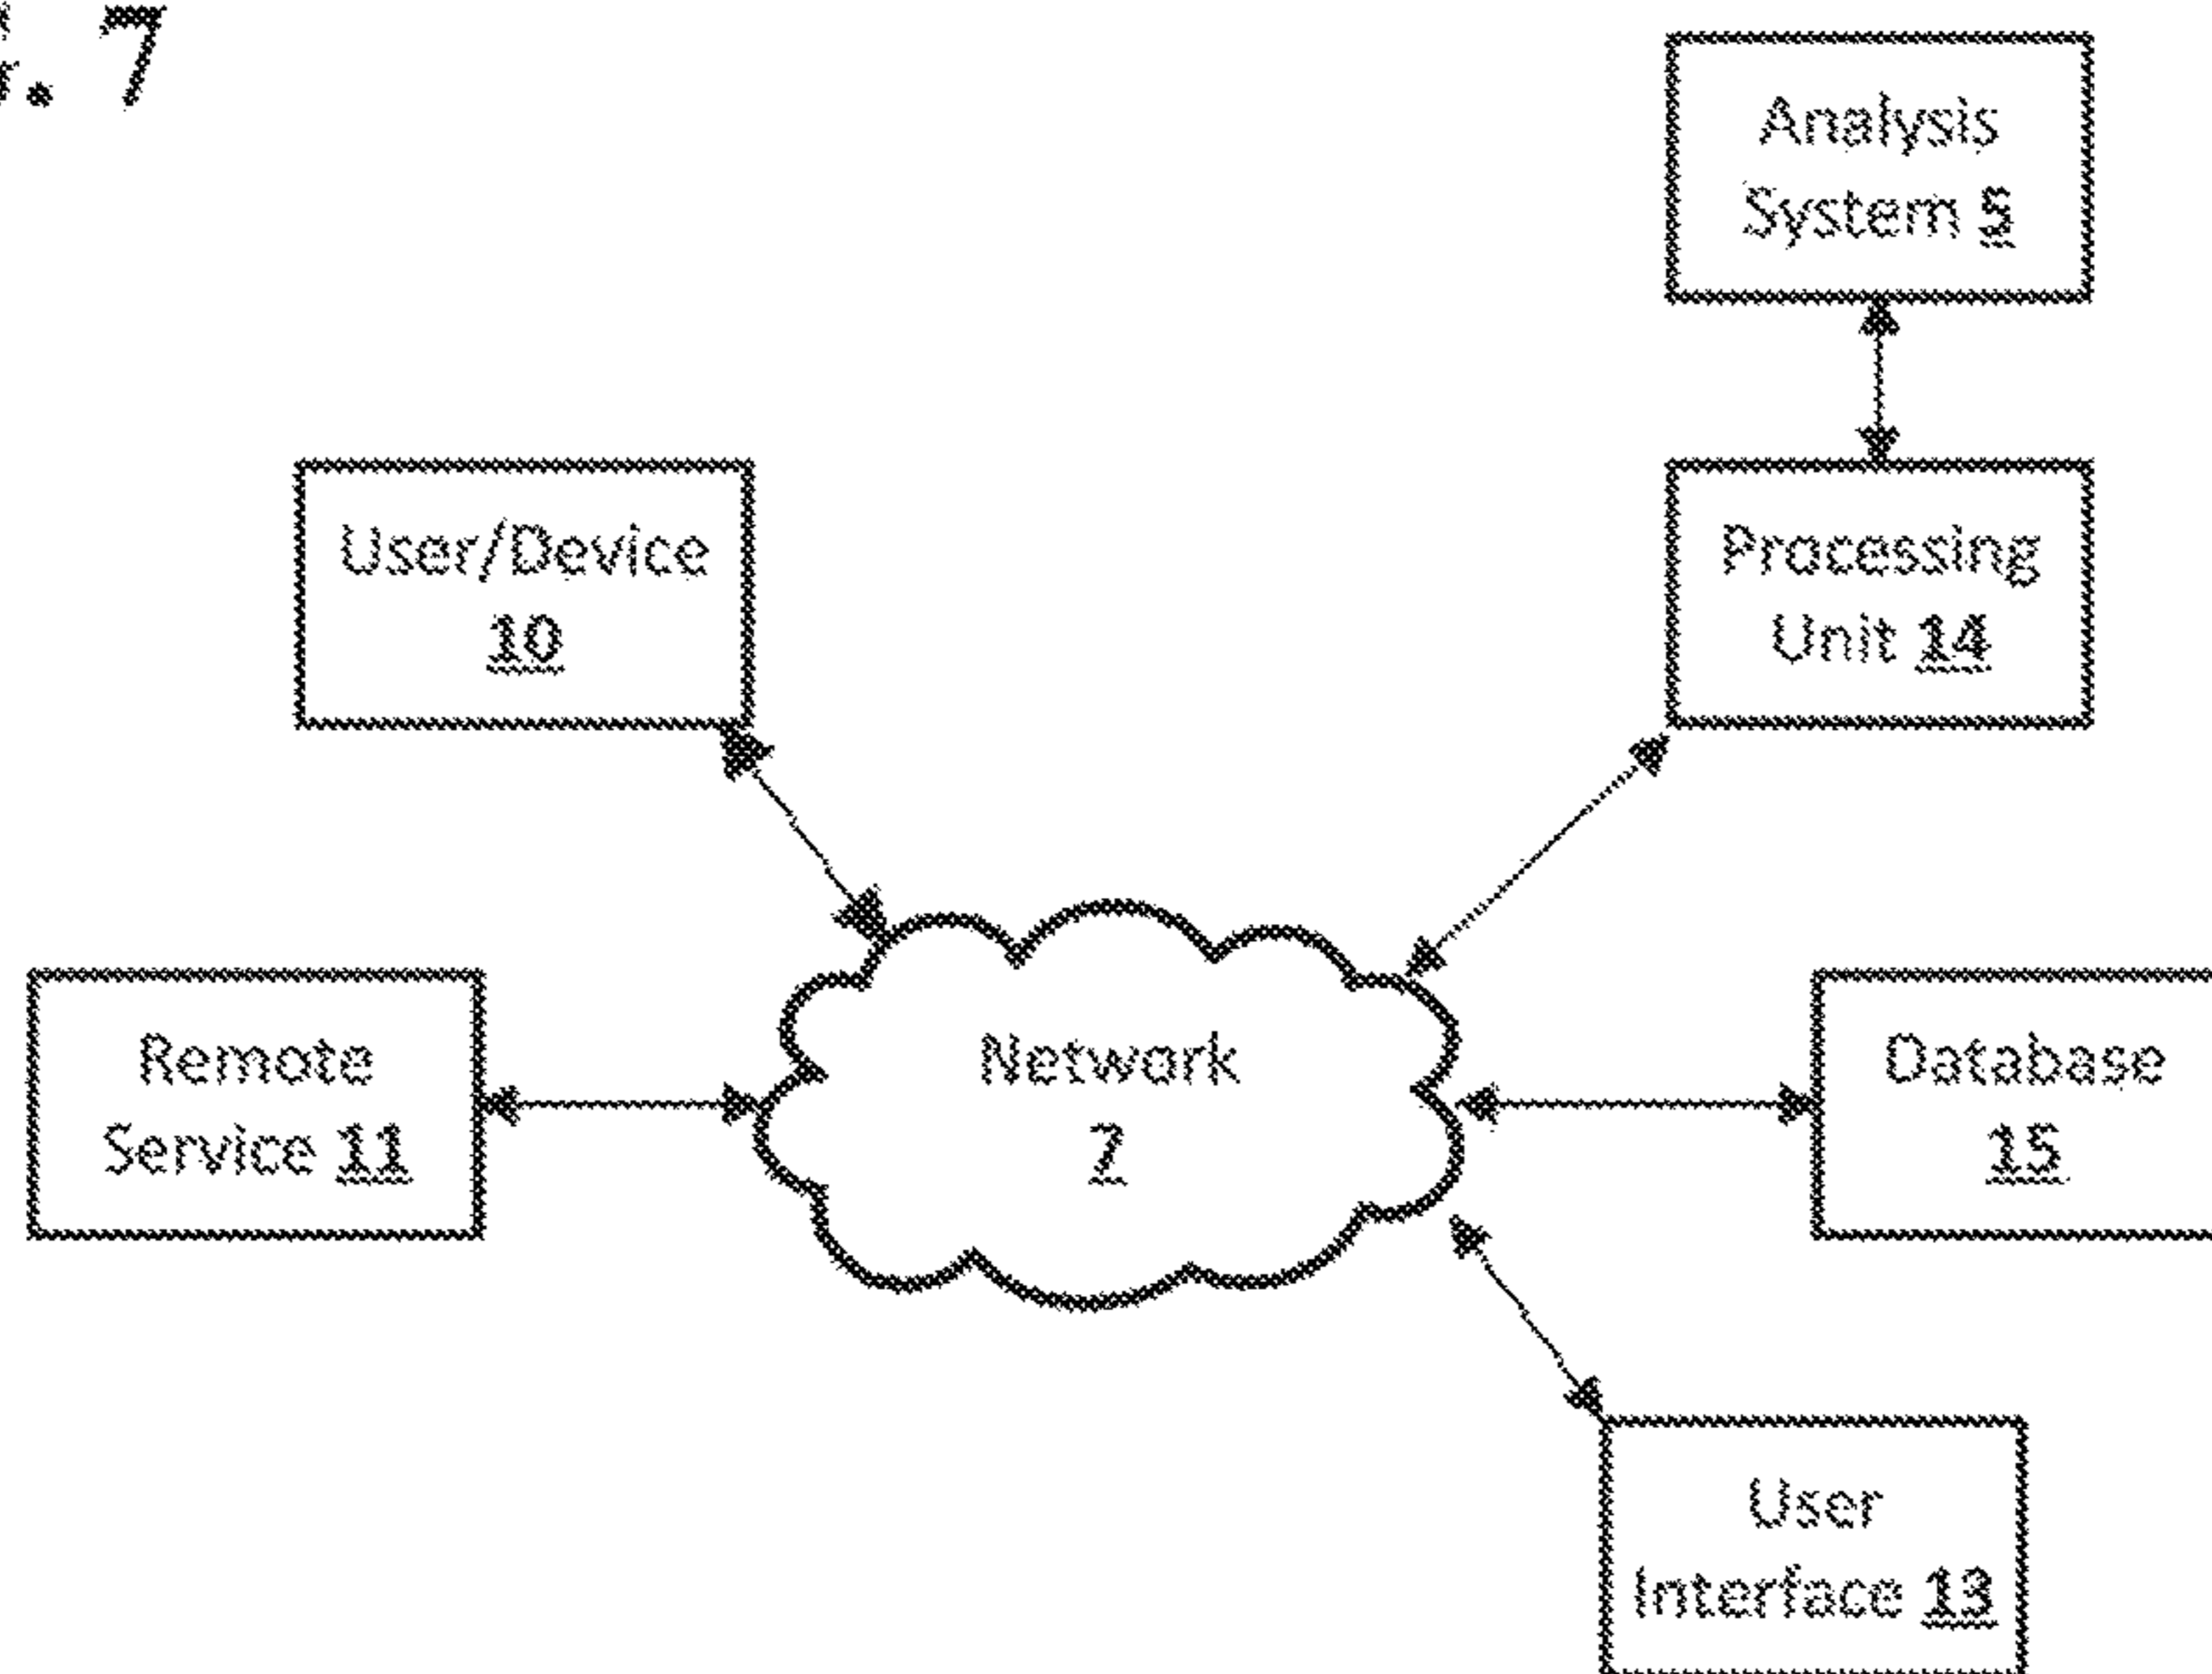 . 7
Analysis
System 5
User/Device
10
Processing
Unit 14
Remote
Service 11
Network
7
Database
15
User
Interface 13